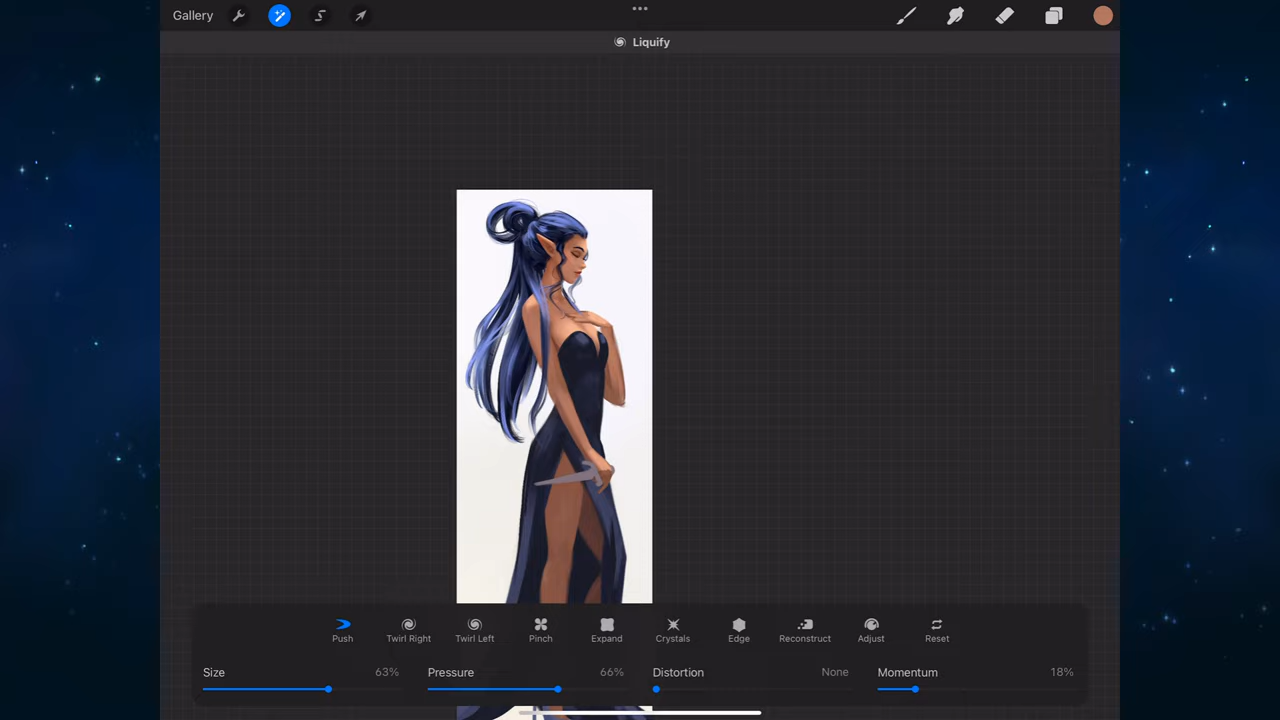 Gallery
Liquify
Push Twirl Right Twirl Left Pinch Expand Crystals Edge Reconstruct Adjust Reset
Size 63% Pressure 66% Distortion None Momentum 18%